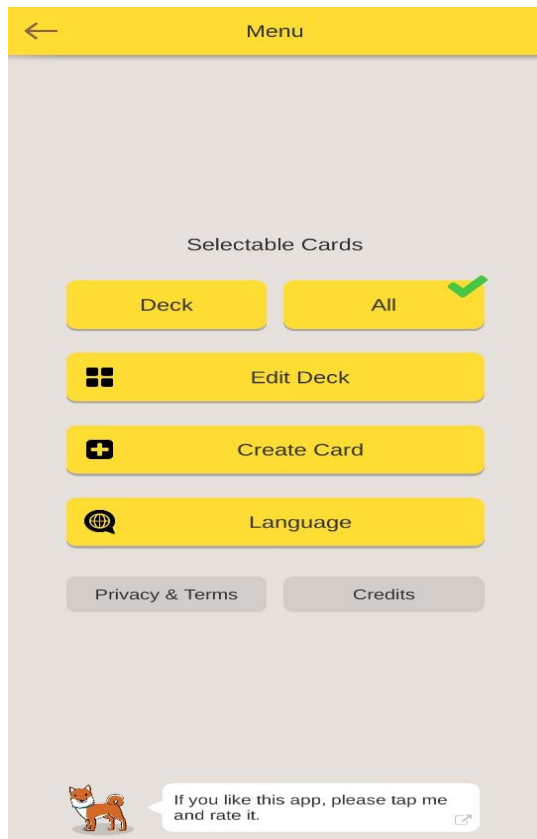 Menu
Selectable Cards
Deck
All
Edit Deck
Create Card
Language
Privacy & Terms
Credits
If you like this app, please tap me
and rate it.